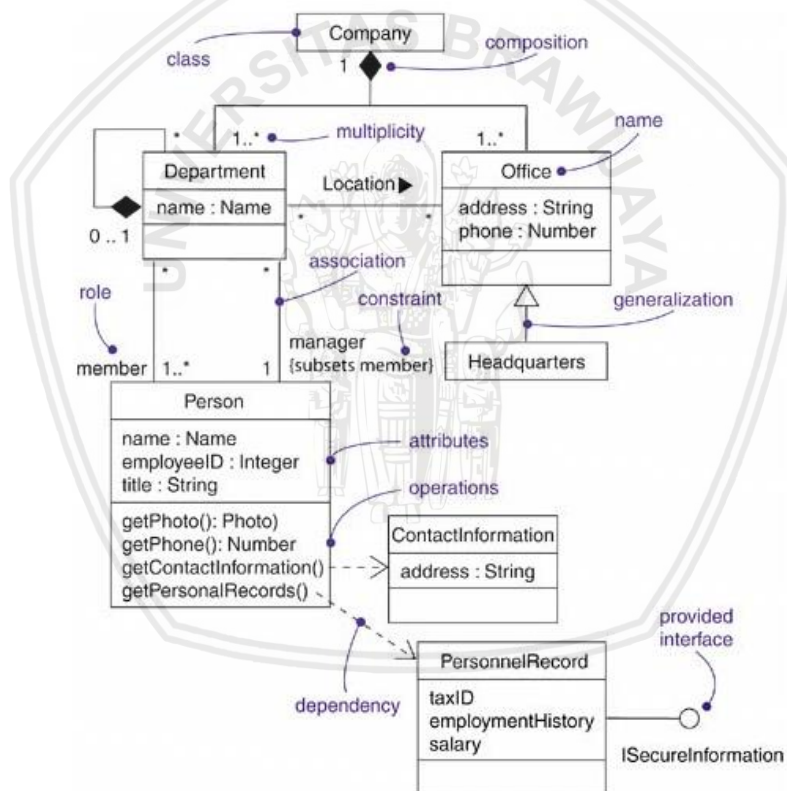 Company
class
composition
1
*
1..*
multiplicity
1..*
name
Department
Office
name : Name
Location
address : String
phone : Number
*
*
0 .. 1
*
*
association
role
constraint
generalization
manager
{subsets member}
member
1..*
1
Headquarters
Person
name : Name
employeeID : Integer
title : String
attributes
operations
getPhoto(): Photo)
getPhone(): Number
getContactInformation()
getPersonalRecords()
ContactInformation
address : String
provided
interface
PersonnelRecord
dependency
taxID
employmentHistory
salary
ISecureInformation
UNIVERSITAS BRAWIJAYA